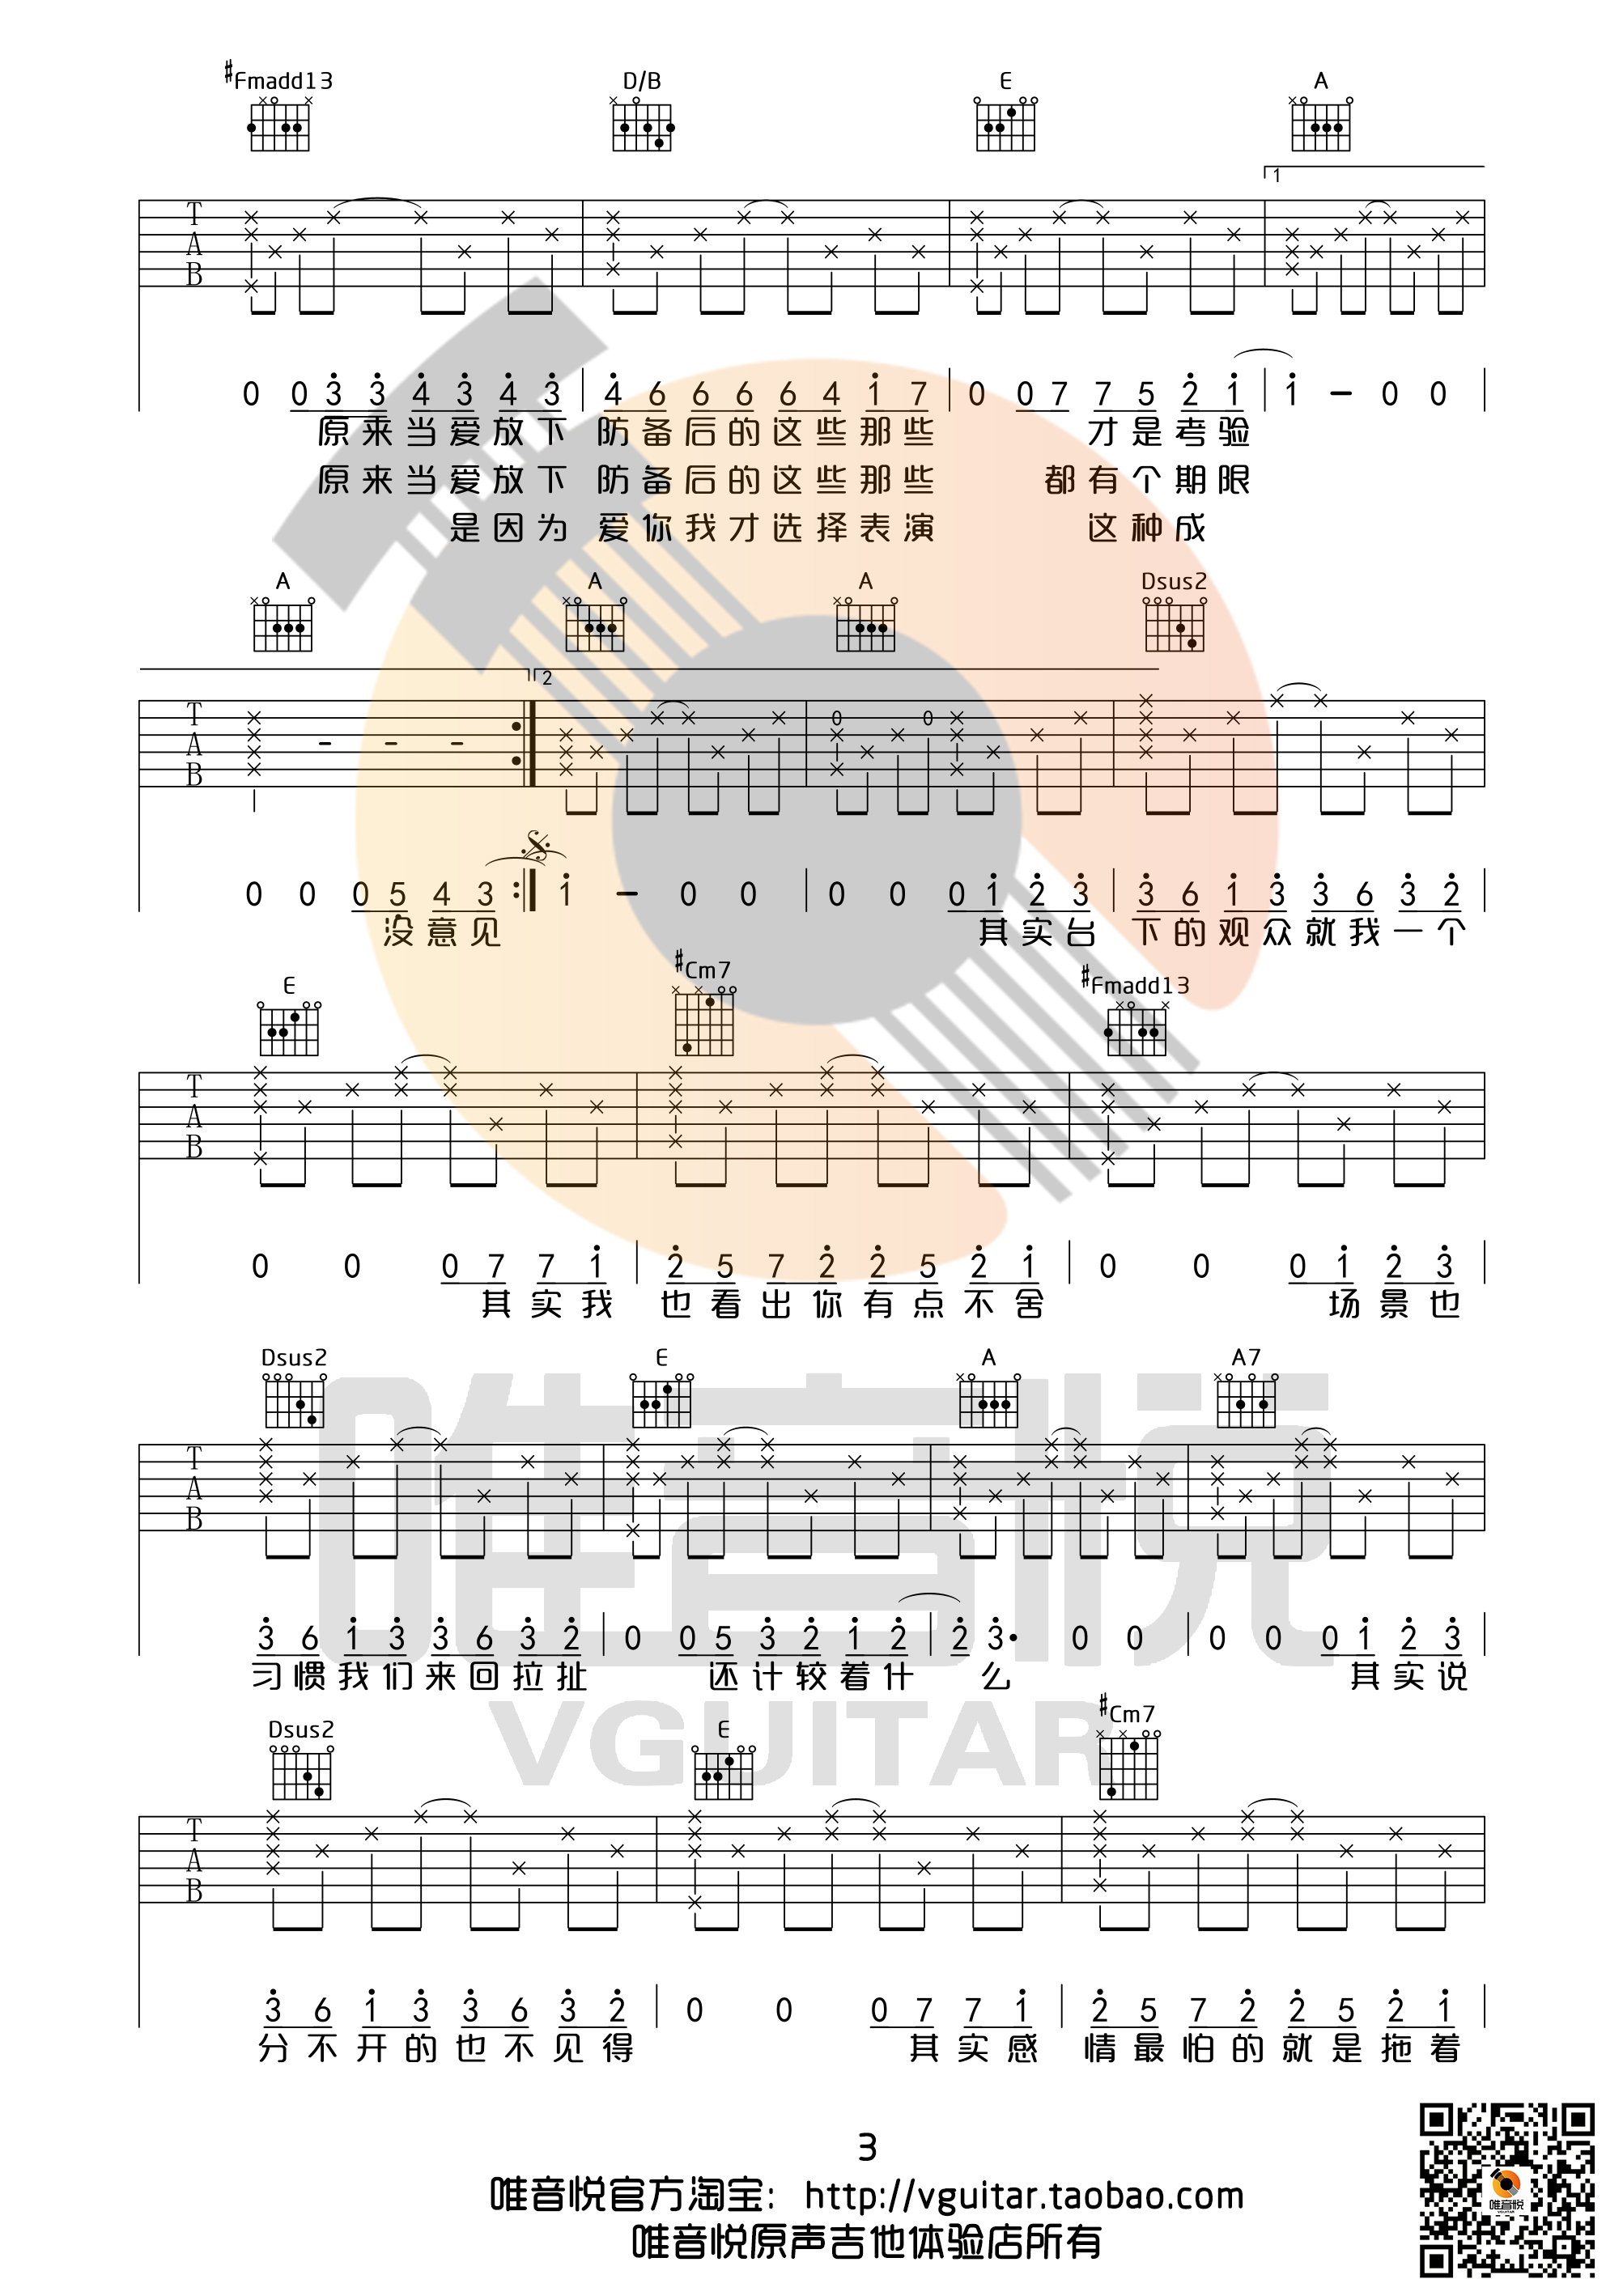 #Fmadd13 D/B E A
1
T A B
0 0 3 3 4 3 4 3 | 4 6 6 6 6 4 1 7 | 0 0 7 7 5 2 1 | 1 – 0 0 |
原来当爱放下 防备后的这些那些 才是考验
原来当爱放下 防备后的这些那些 都有个期限
是因为 爱你我才选择表演 这种成
A A A Dsus2
2
T A B
0 0 0 5 4 3 :| 1 – 0 0 | 0 0 0 1 2 3 | 3 6 1 3 3 6 3 2 |
没意见 其实台 下的观众就我一个
E #Cm7 #Fmadd13
T A B
0 0 0 7 7 1 | 2 5 7 2 2 5 2 1 | 0 0 0 1 2 3 |
其实我 也看出你有点不舍 场景也
Dsus2 E A A7
T A B
0 3 6 1 3 3 6 3 2 | 0 0 5 3 2 1 2 | 2 3· 0 0 | 0 0 0 1 2 3 |
习惯我们来回拉扯 还计较着什 么 其实说
唯音悦
VGUITAR
Dsus2 E #Cm7
T A B
3 6 1 3 3 6 3 2 | 0 0 0 7 7 1 | 2 5 7 2 2 5 2 1 |
分不开的也不见得 其实感 情最怕的就是拖着
3
唯音悦官方淘宝：http://vguitar.taobao.com
唯音悦原声吉他体验店所有
唯音悦